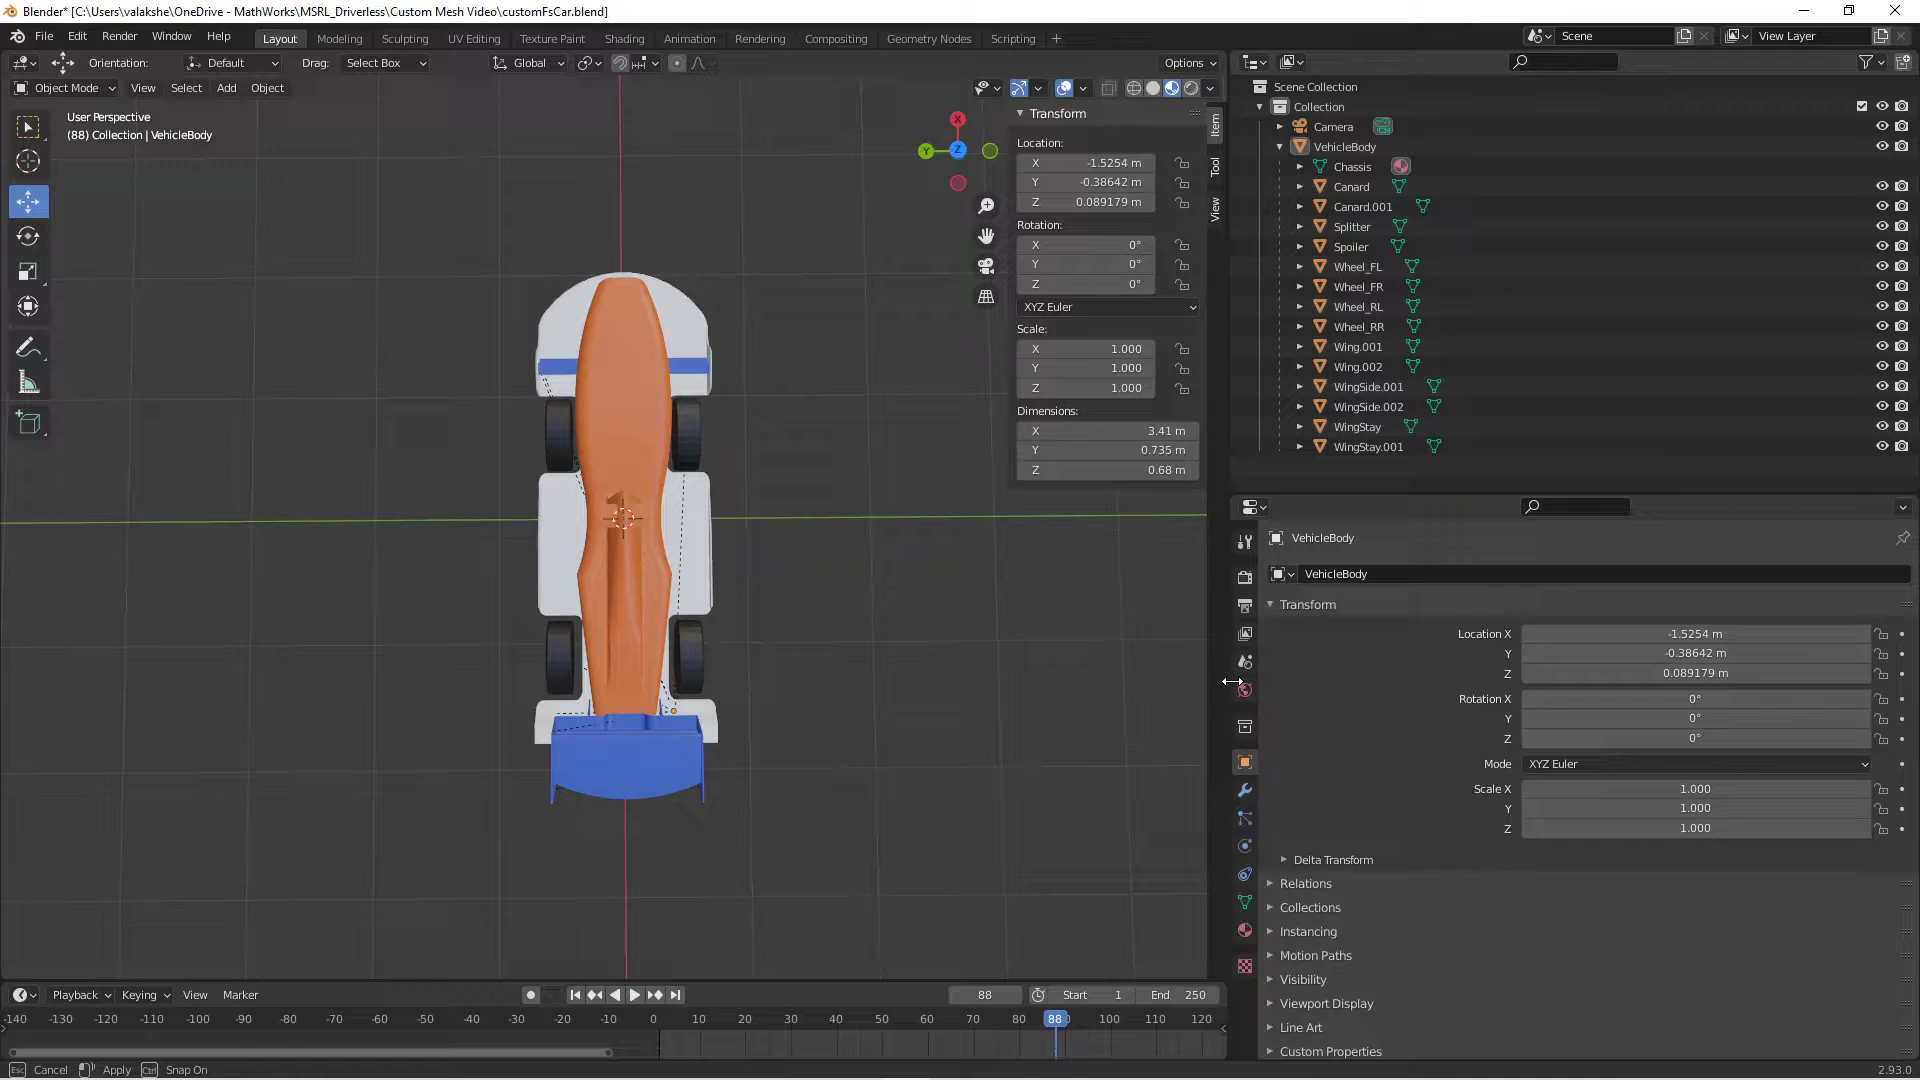 Blender* [C:\Users\valakshe\OneDrive - MathWorks\MSRL_Driverless\Custom Mesh Video\customFsCar.blend]
File Edit Render Window Help Layout Modeling Sculpting UV Editing Texture Paint Shading Animation Rendering Compositing Geometry Nodes Scripting + Scene View Layer
Orientation: Default Drag: Select Box Global Options
Object Mode View Select Add Object
User Perspective
(88) Collection | VehicleBody
X
Y
Z
Transform
Location:
X -1.5254 m
Y -0.38642 m
Z 0.089179 m
Rotation:
X 0°
Y 0°
Z 0°
XYZ Euler
Scale:
X 1.000
Y 1.000
Z 1.000
Dimensions:
X 3.41 m
Y 0.735 m
Z 0.68 m
Item
Tool
View
Scene Collection
Collection
Camera
VehicleBody
Chassis
Canard
Canard.001
Splitter
Spoiler
Wheel_FL
Wheel_FR
Wheel_RL
Wheel_RR
Wing.001
Wing.002
WingSide.001
WingSide.002
WingStay
WingStay.001
VehicleBody
VehicleBody
Transform
Location X -1.5254 m
Y -0.38642 m
Z 0.089179 m
Rotation X 0°
Y 0°
Z 0°
Mode XYZ Euler
Scale X 1.000
Y 1.000
Z 1.000
Delta Transform
Relations
Collections
Instancing
Motion Paths
Visibility
Viewport Display
Line Art
Custom Properties
Playback Keying View Marker 88 Start 1 End 250
-140 -130 -120 -110 -100 -90 -80 -70 -60 -50 -40 -30 -20 -10 0 10 20 30 40 50 60 70 80 88 100 110 120
Esc Cancel Apply Ctrl Snap On 2.93.0